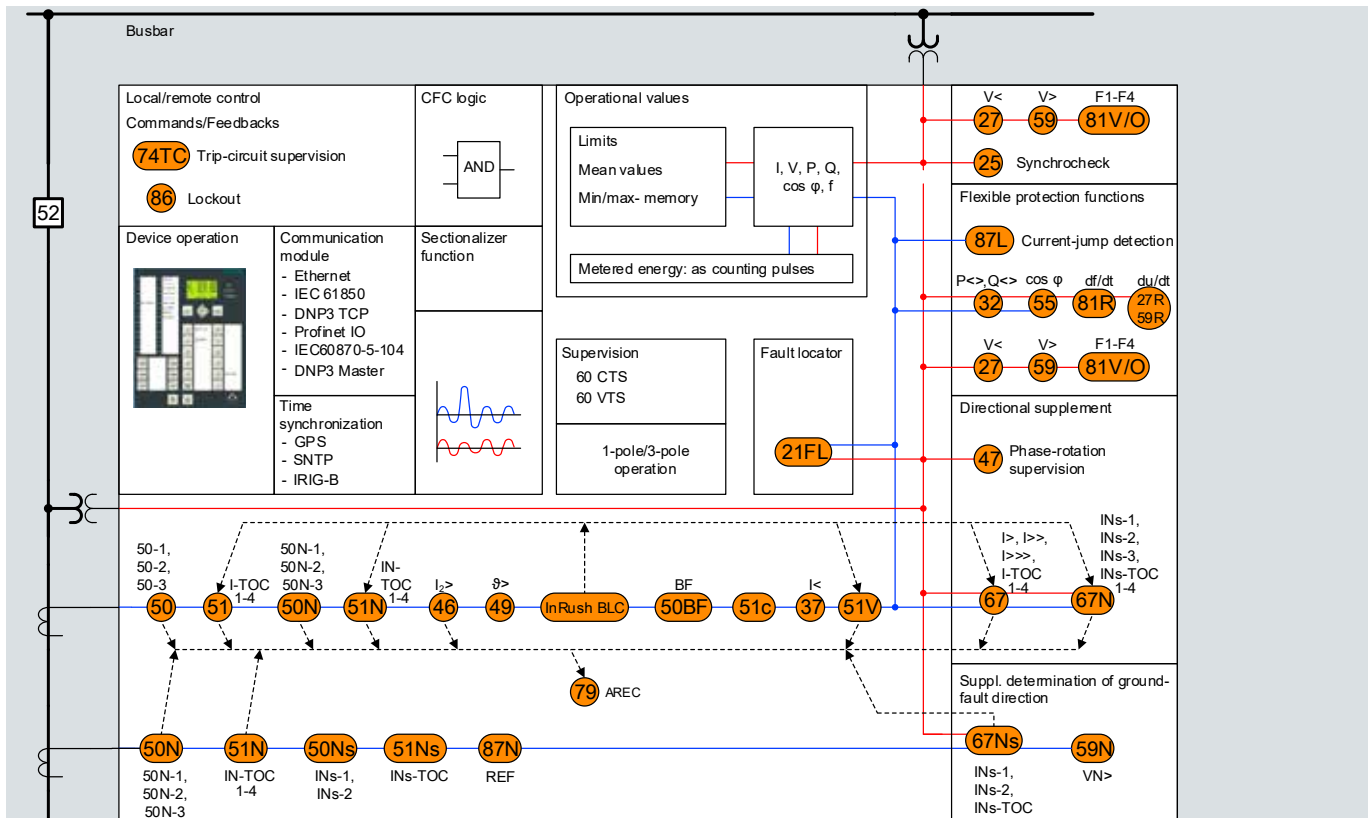 Busbar
52
Local/remote control
Commands/Feedbacks
74TC Trip-circuit supervision
86 Lockout
CFC logic
AND
Operational values
Limits
Mean values
Min/max- memory
I, V, P, Q,
cos φ, f
Metered energy: as counting pulses
V< V> F1-F4
27 59 81V/O
25 Synchrocheck
Flexible protection functions
87L Current-jump detection
P<>,Q<> cos φ df/dt du/dt
32 55 81R 27R
59R
V< V> F1-F4
27 59 81V/O
Directional supplement
47 Phase-rotation
supervision
Device operation
Communication
module
- Ethernet
- IEC 61850
- DNP3 TCP
- Profinet IO
- IEC60870-5-104
- DNP3 Master
Time
synchronization
- GPS
- SNTP
- IRIG-B
Sectionalizer
function
Supervision
60 CTS
60 VTS
1-pole/3-pole
operation
Fault locator
21FL
50-1,
50-2,
50-3
50
I-TOC
1-4
51
50N-1,
50N-2,
50N-3
50N
IN-
TOC
1-4
51N
I2>
46
ϑ>
49
InRush BLC
BF
50BF
51c
I<
37
51V
I>, I>>,
I>>>,
I-TOC
1-4
67
INs-1,
INs-2,
INs-3,
INs-TOC
1-4
67N
79 AREC
Suppl. determination of ground-
fault direction
50N
50N-1,
50N-2,
50N-3
51N
IN-TOC
1-4
50Ns
INs-1,
INs-2
51Ns
INs-TOC
87N
REF
67Ns
INs-1,
INs-2,
INs-TOC
59N
VN>